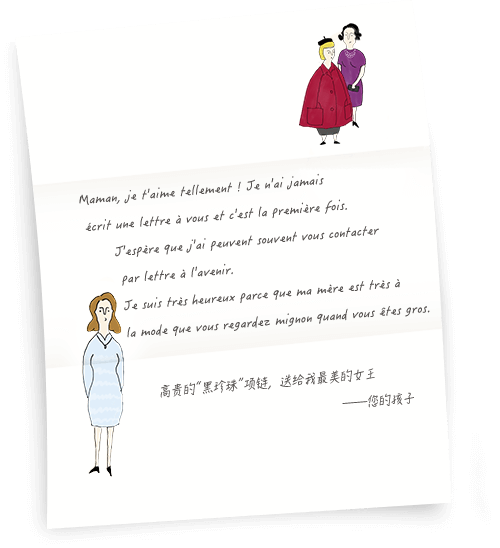 Maman, je t'aime tellement ! Je n'ai jamais
écrit une lettre à vous et c'est la première fois.
J'espère que j'ai peuvent souvent vous contacter
par lettre à l'avenir.
Je suis très heureux parce que ma mère est très à
la mode que vous regardez mignon quand vous êtes gros.
高贵的“黑珍珠”项链，送给我最美的女王
——您的孩子